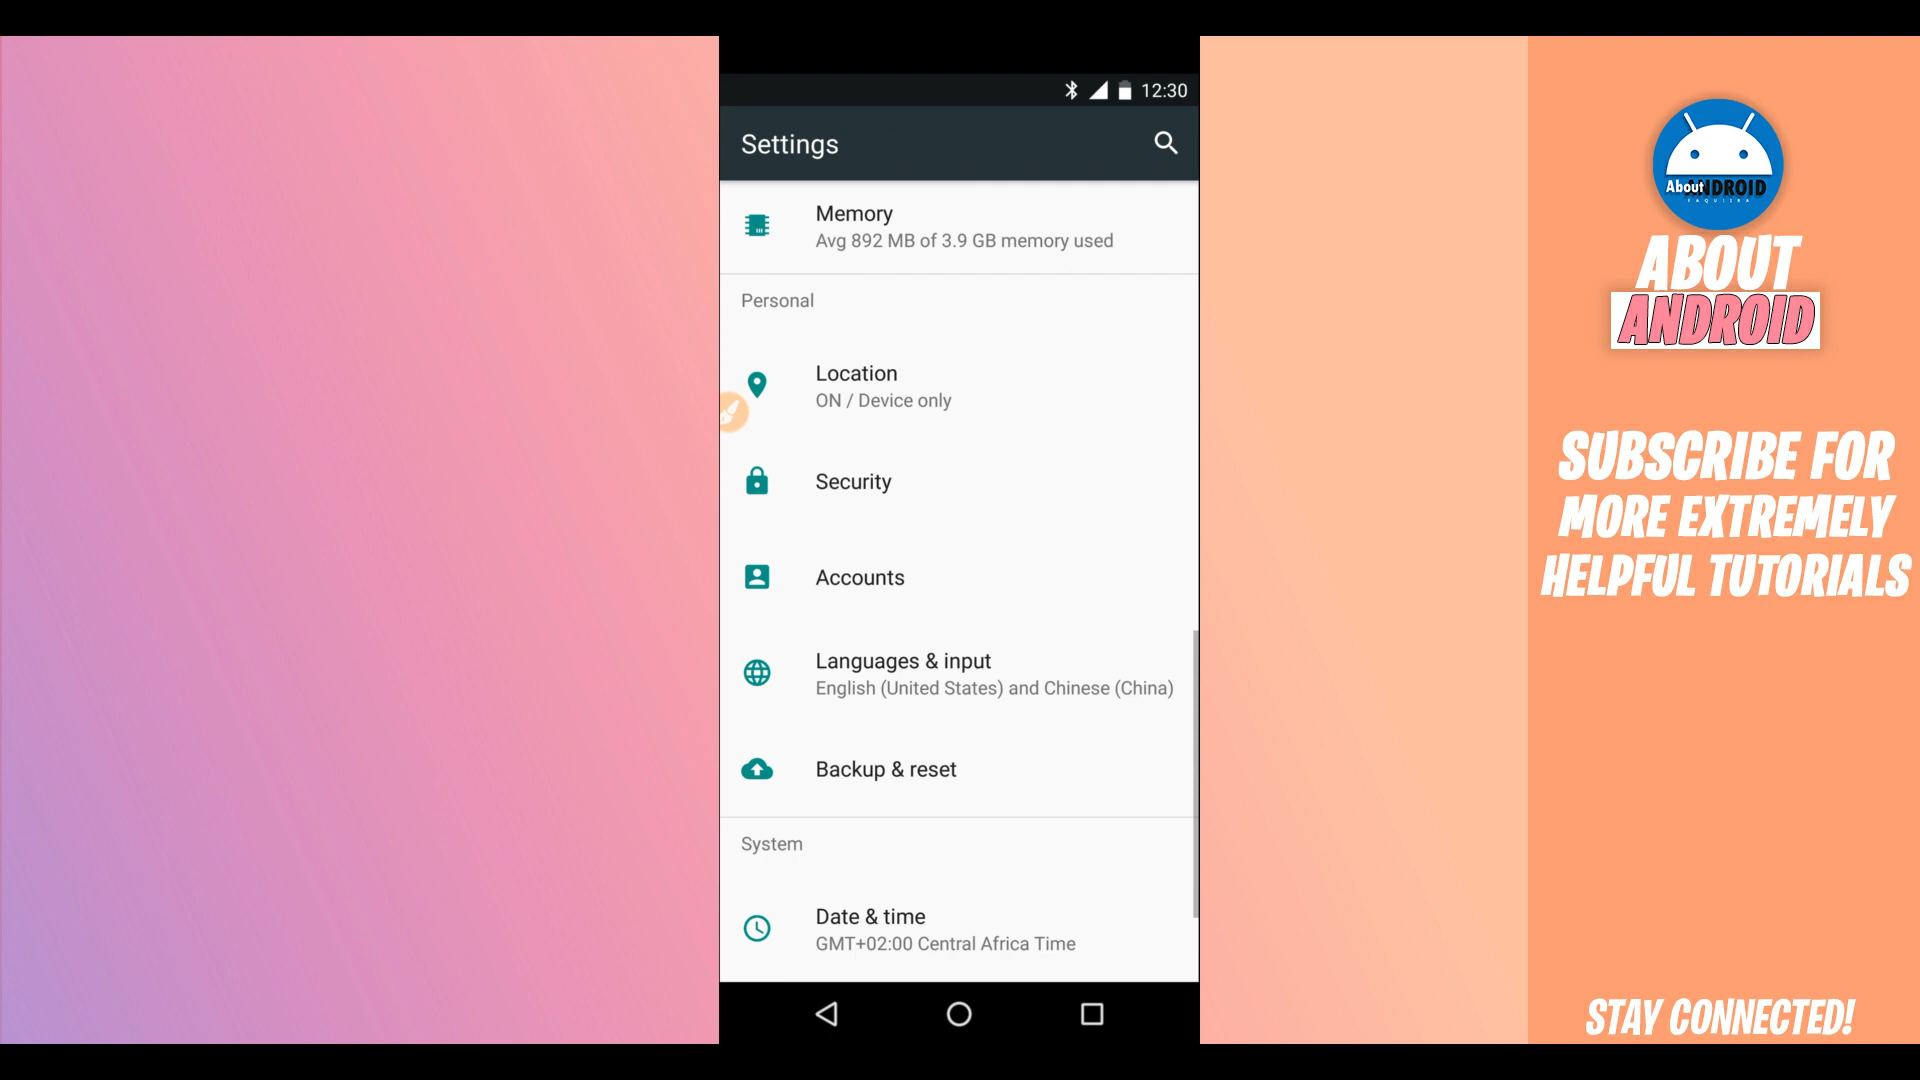 12:30
Settings
Memory
Avg 892 MB of 3.9 GB memory used
Personal
Location
ON / Device only
Security
Accounts
Languages & input
English (United States) and Chinese (China)
Backup & reset
System
Date & time
GMT+02:00 Central Africa Time
About ANDROID
FAQUIIRA
ABOUT
ANDROID
SUBSCRIBE FOR
MORE EXTREMELY
HELPFUL TUTORIALS
STAY CONNECTED!